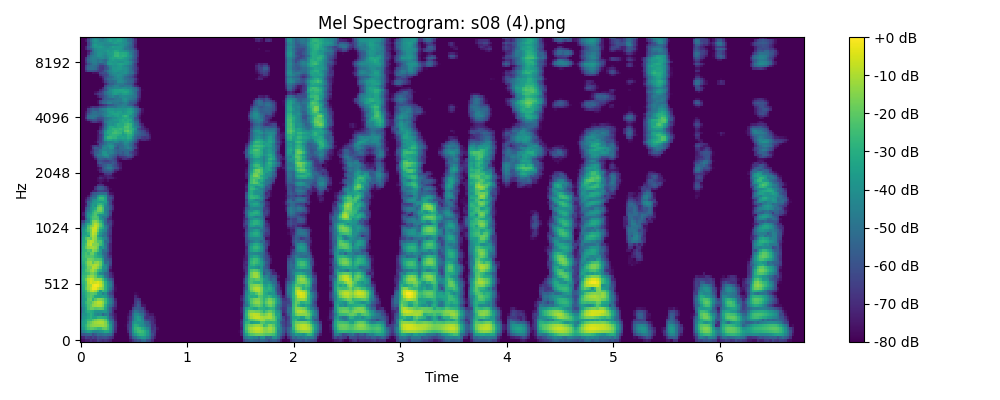 Mel Spectrogram: s08 (4).png
Hz
8192
4096
2048
1024
512
0
0 1 2 3 4 5 6
Time
+0 dB
-10 dB
-20 dB
-30 dB
-40 dB
-50 dB
-60 dB
-70 dB
-80 dB